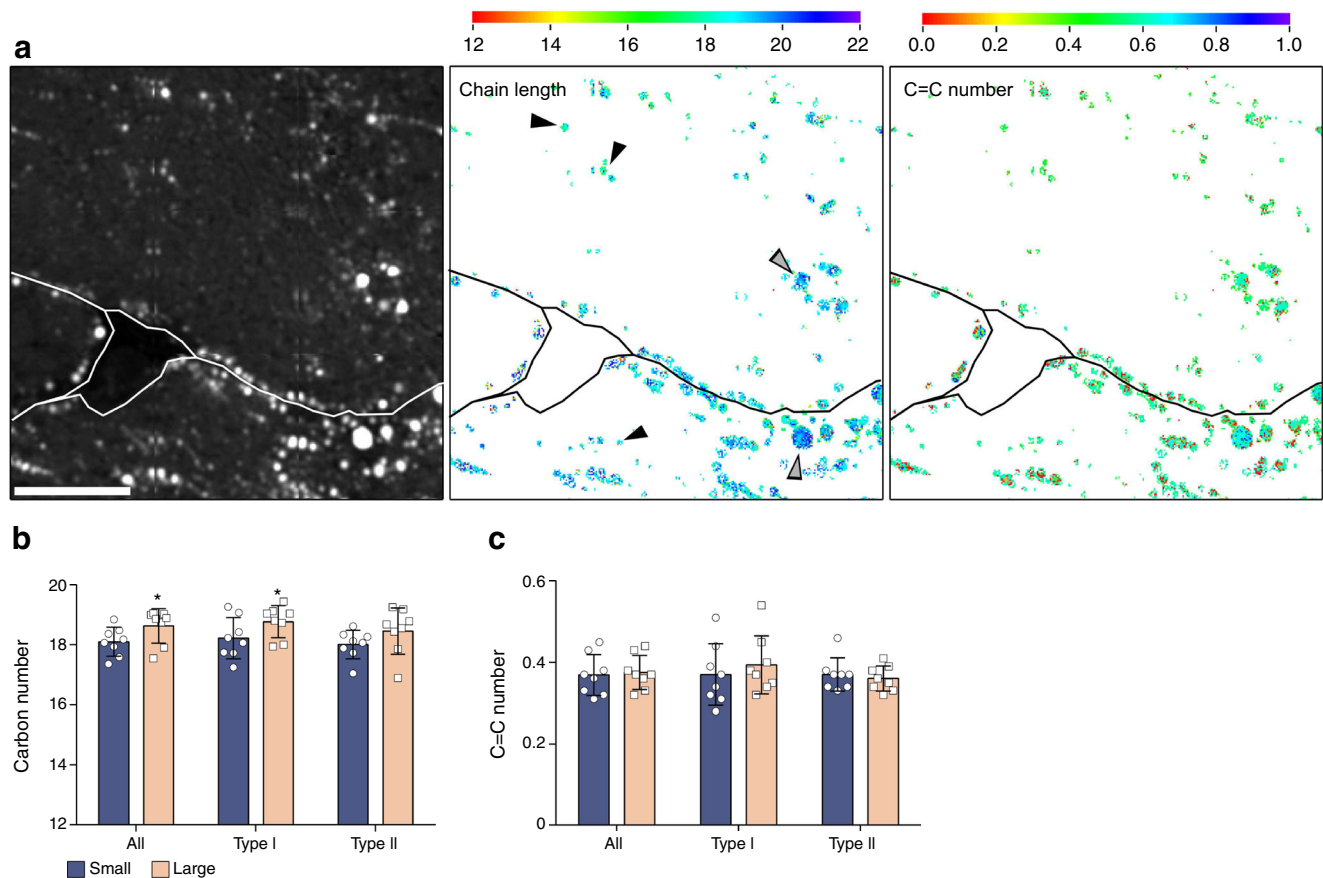 a
12 14 16 18 20 22
0.0 0.2 0.4 0.6 0.8 1.0
Chain length
C=C number
b
Carbon number
20
18
16
14
12
All Type I Type II
Small Large
c
C=C number
0.6
0.4
0.2
0
All Type I Type II
* *